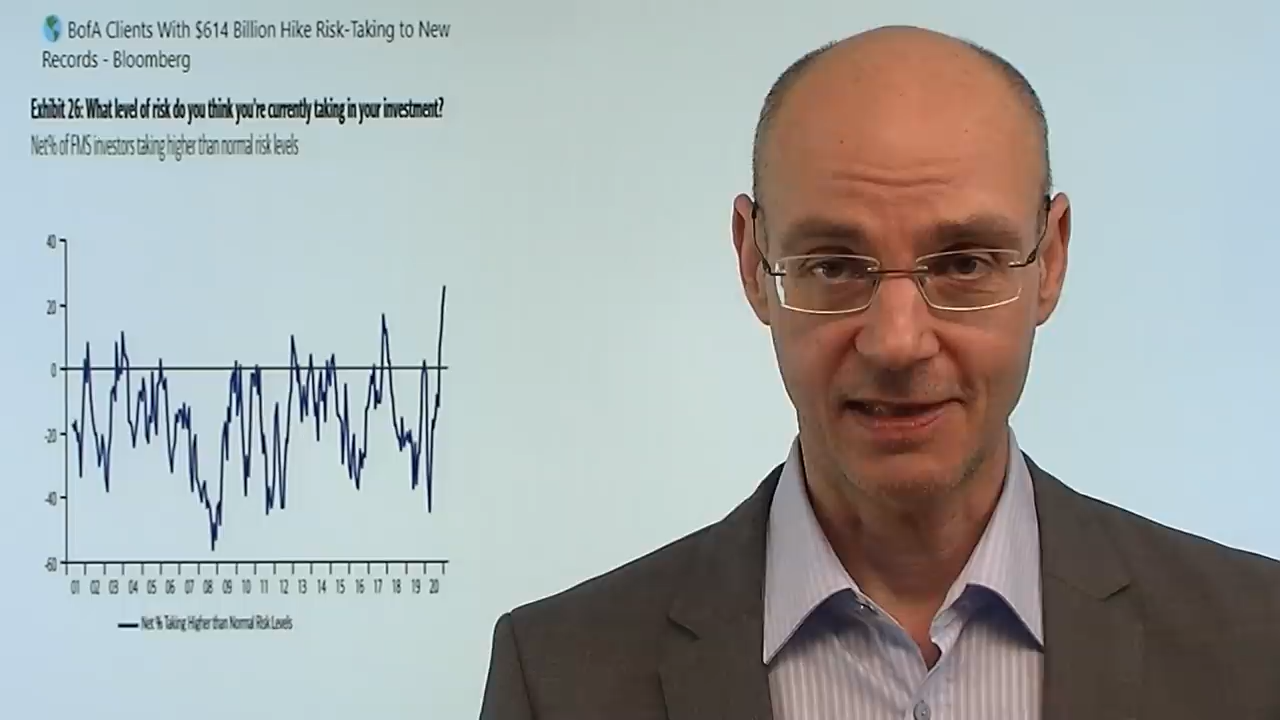 BofA Clients With $614 Billion Hike Risk-Taking to New
Records - Bloomberg
Exhibit 26: What level of risk do you think you're currently taking in your investment?
Net% of FMS investors taking higher than normal risk levels
40
20
0
-20
-40
-60
01 02 03 04 05 06 07 08 09 10 11 12 13 14 15 16 17 18 19 20
Net % Taking Higher than Normal Risk Levels